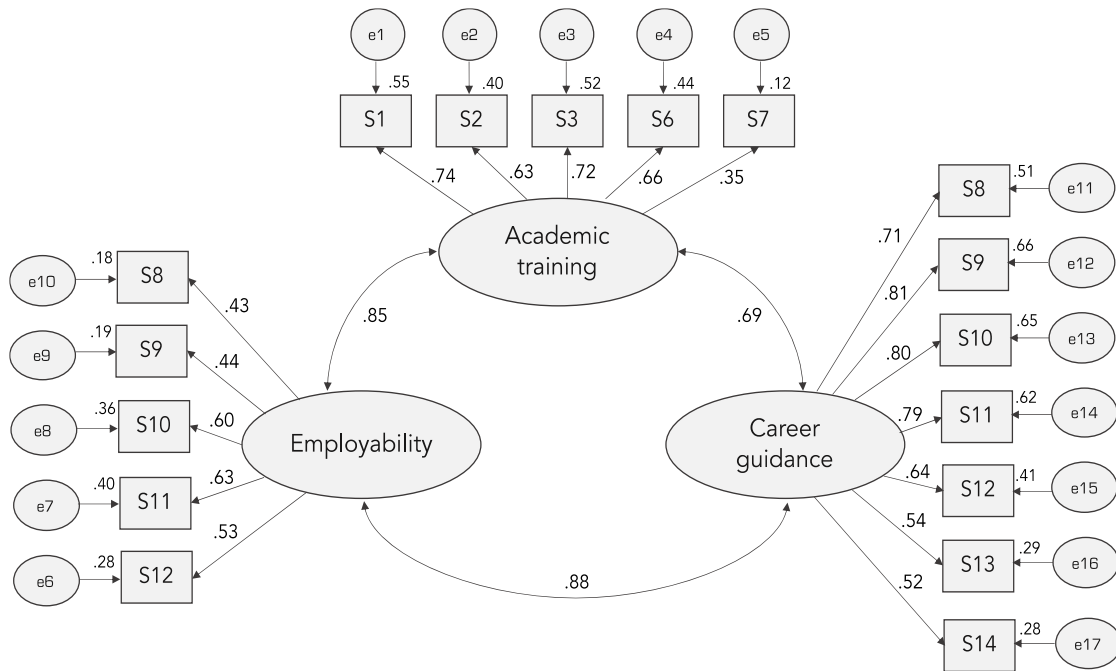 e1
e2
e3
e4
e5
.55
.40
.52
.44
.12
S1
S2
S3
S6
S7
.74
.63
.72
.66
.35
Academic
training
.85
.69
e10
.18
S8
.43
e9
.19
S9
.44
e8
.36
S10
.60
e7
.40
S11
.63
e6
.28
S12
.53
Employability
.88
Career
guidance
.71
S8
.51
e11
.81
S9
.66
e12
.80
S10
.65
e13
.79
S11
.62
e14
.64
S12
.41
e15
.54
S13
.29
e16
.52
S14
.28
e17